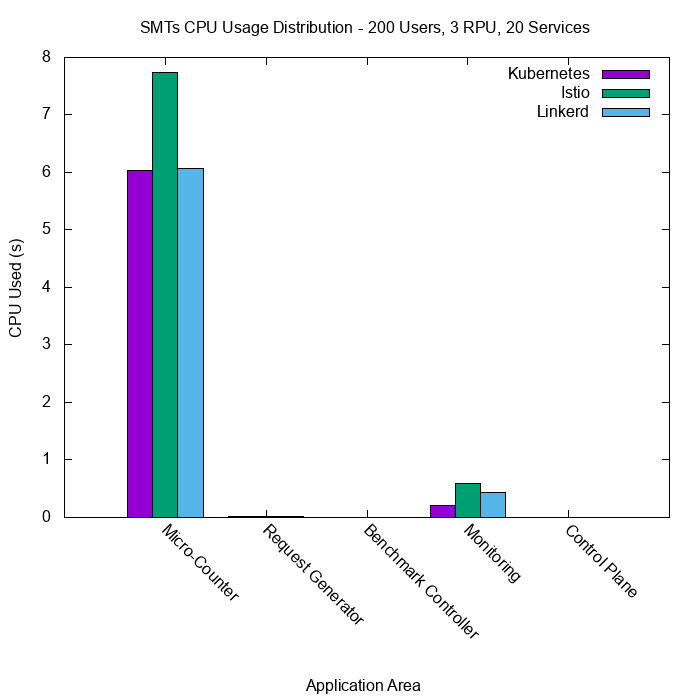 SMTs CPU Usage Distribution - 200 Users, 3 RPU, 20 Services
Kubernetes
Istio
Linkerd
8
7
6
5
4
3
2
1
0
CPU Used (s)
Micro-Counter
Request Generator
Benchmark Controller
Monitoring
Control Plane
Application Area